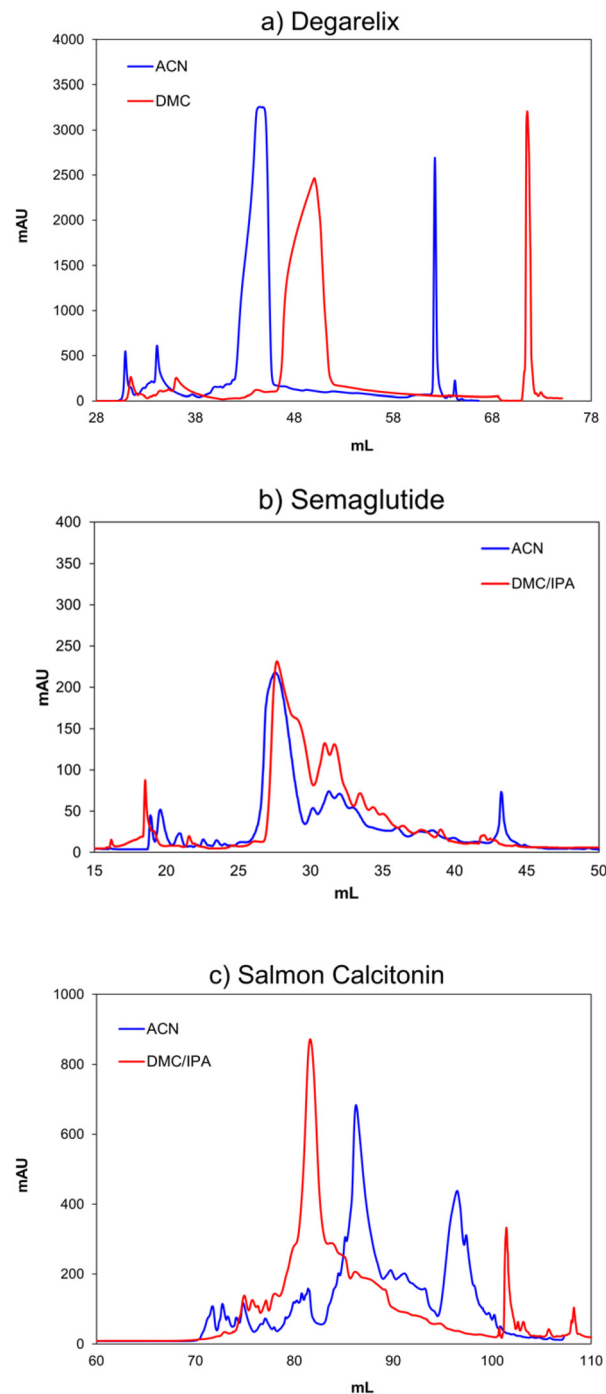 a) Degarelix
4000
3500
3000
2500
2000
1500
1000
500
0
mAU
ACN
DMC
28 38 48 58 68 78
mL
b) Semaglutide
400
350
300
250
200
150
100
50
0
mAU
ACN
DMC/IPA
15 20 25 30 35 40 45 50
mL
c) Salmon Calcitonin
1000
800
600
400
200
0
mAU
ACN
DMC/IPA
60 70 80 90 100 110
mL